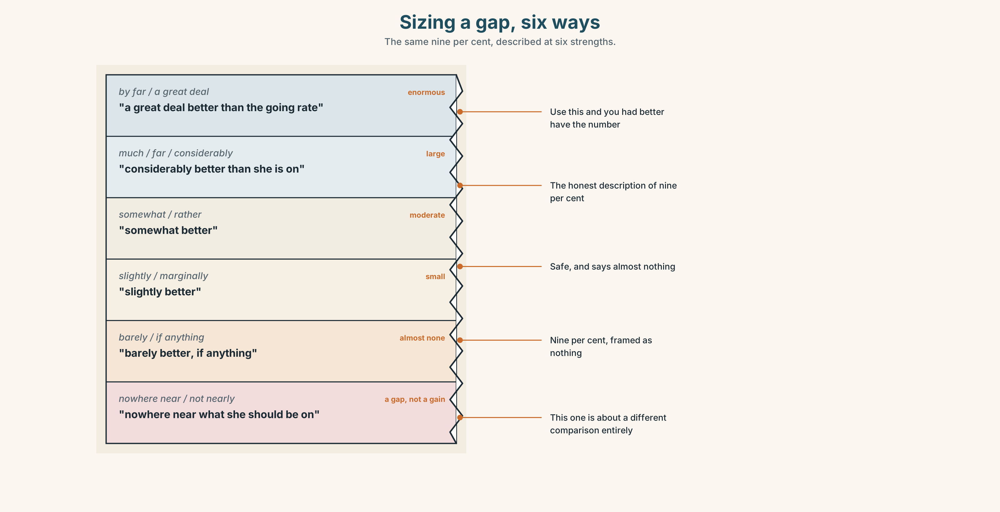 Sizing a gap, six ways
The same nine per cent, described at six strengths.
by far / a great deal
enormous
"a great deal better than the going rate"
Use this and you had better
have the number
much / far / considerably
large
"considerably better than she is on"
The honest description of nine
per cent
somewhat / rather
moderate
"somewhat better"
Safe, and says almost nothing
slightly / marginally
small
"slightly better"
barely / if anything
almost none
"barely better, if anything"
Nine per cent, framed as
nothing
nowhere near / not nearly
a gap, not a gain
"nowhere near what she should be on"
This one is about a different
comparison entirely